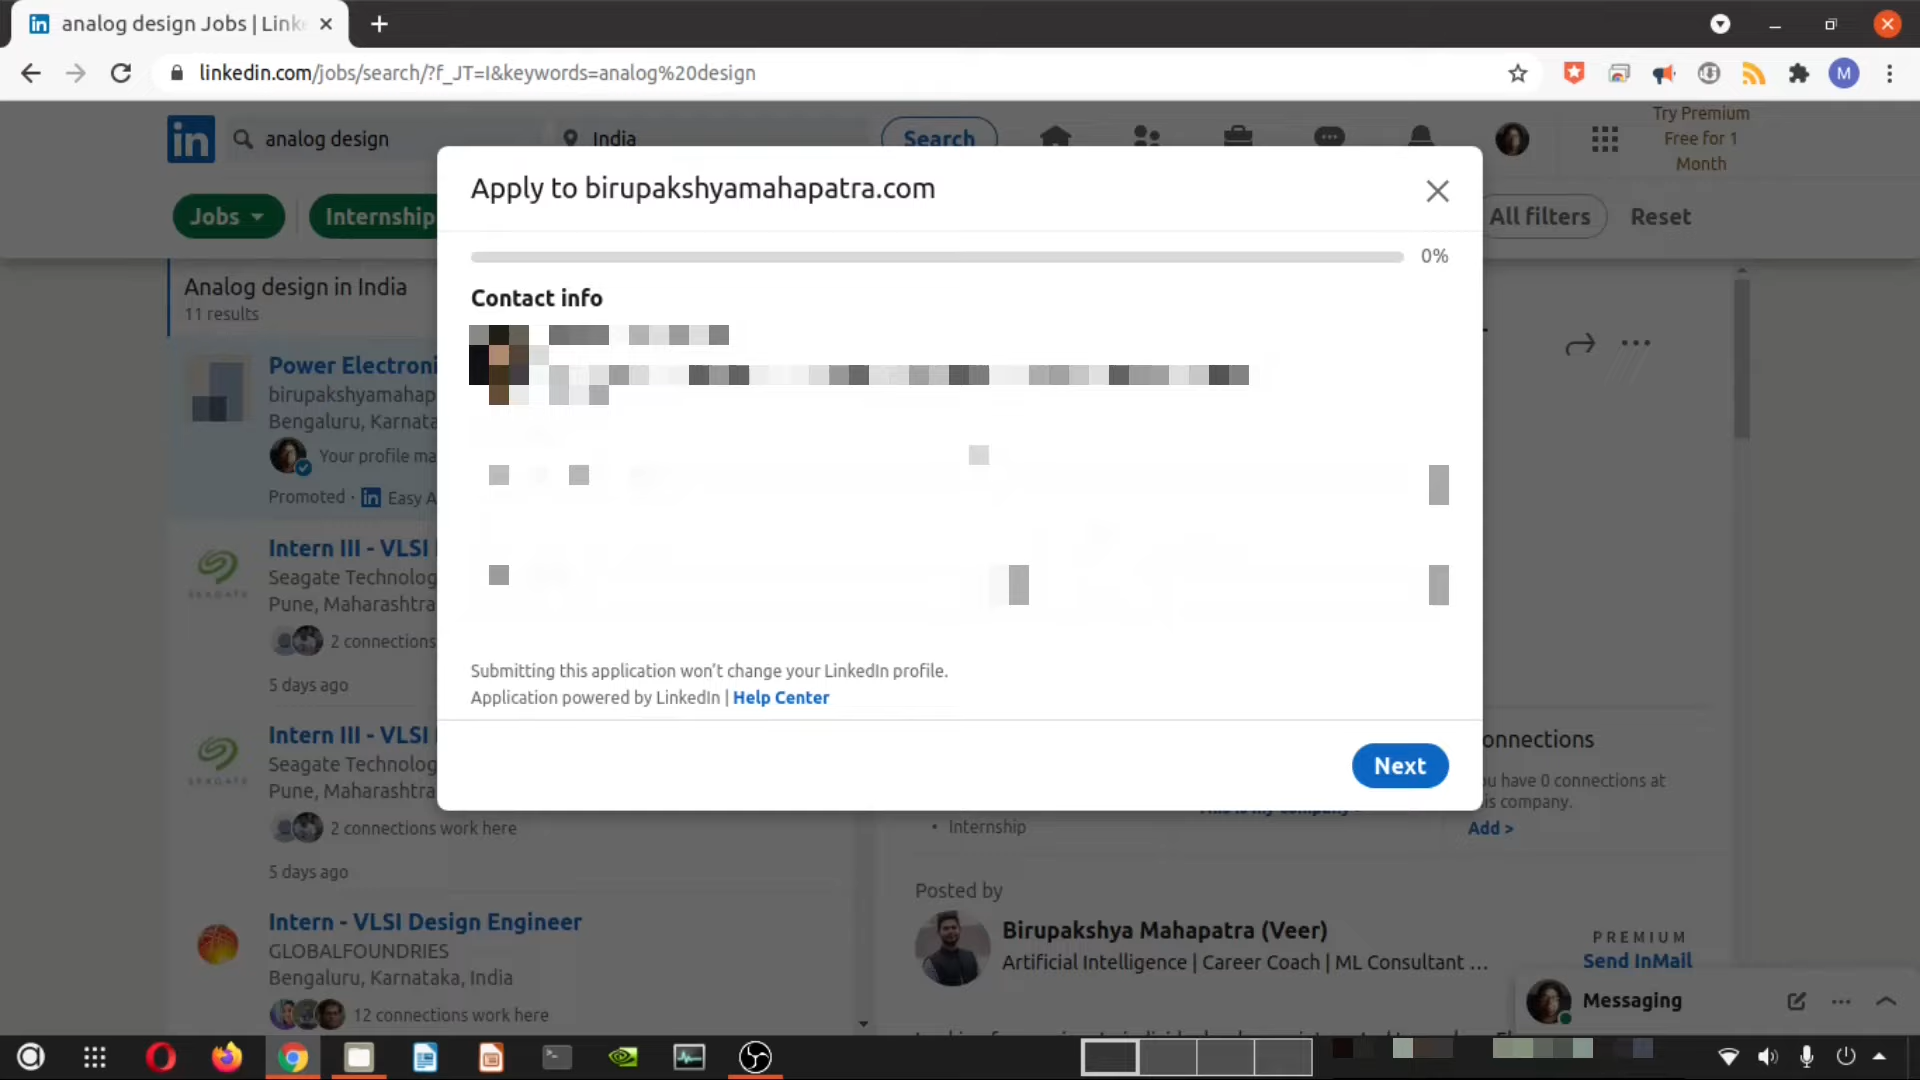 analog design Jobs | Linke
linkedin.com/jobs/search/?f_JT=I&keywords=analog%20design
M
in
analog design
India
Search
Try Premium
Free for 1
Month
Jobs
Internship
All filters
Reset
Apply to birupakshyamahapatra.com
0%
Contact info
Submitting this application won't change your LinkedIn profile.
Application powered by LinkedIn | Help Center
Next
Analog design in India
11 results
Power Electroni
birupakshyamahap
Bengaluru, Karnata
Your profile ma
Promoted · in Easy A
Intern III - VLSI
Seagate Technolog
Pune, Maharashtra
2 connections
5 days ago
SEAGATE
Intern III - VLSI
Seagate Technolog
Pune, Maharashtra
2 connections work here
5 days ago
SEAGATE
Intern - VLSI Design Engineer
GLOBALFOUNDRIES
Bengaluru, Karnataka, India
12 connections work here
onnections
u have 0 connections at
is company.
Add >
• Internship
Posted by
Birupakshya Mahapatra (Veer)
Artificial Intelligence | Career Coach | ML Consultant ...
PREMIUM
Send InMail
Messaging